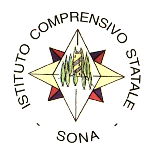 ISTITUTO COMPRENSIVO STATALE
- SONA -